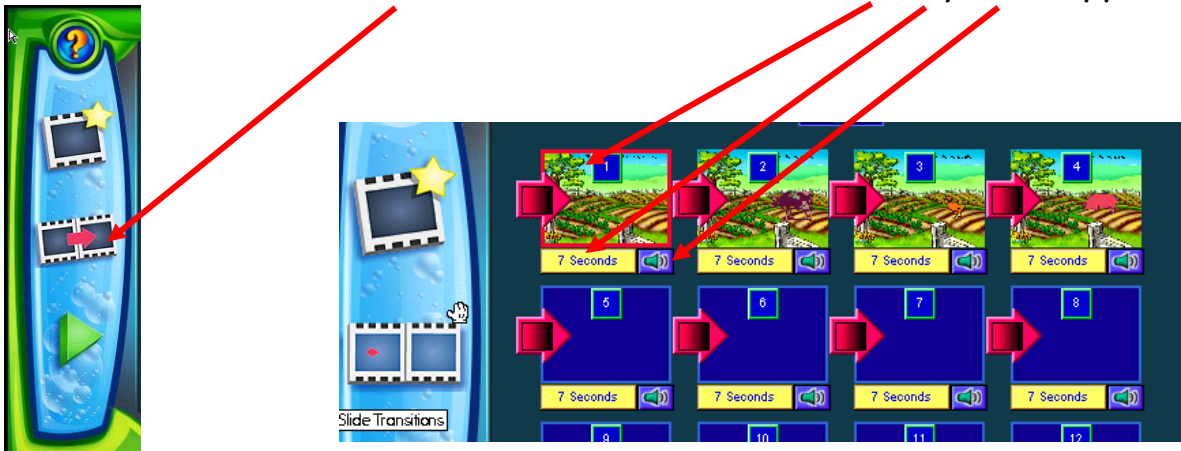 ?
1 2 3 4
7 Seconds 7 Seconds 7 Seconds 7 Seconds
5 6 7 8
7 Seconds 7 Seconds 7 Seconds 7 Seconds
Slide Transitions
9 10 11 12